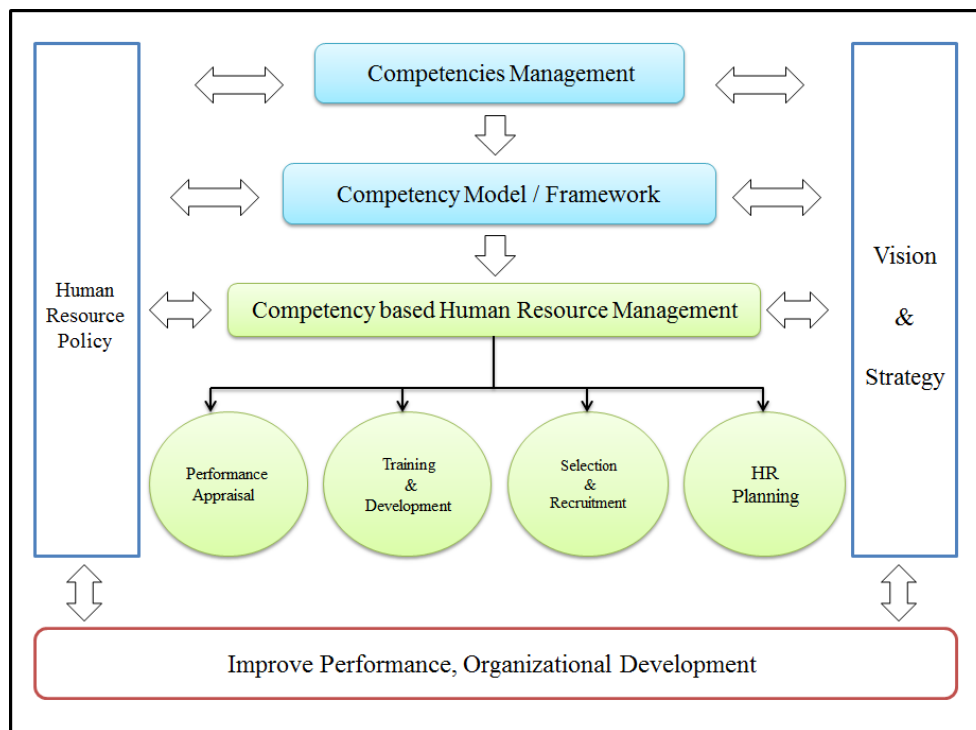 Competencies Management
Competency Model / Framework
Competency based Human Resource Management
Human
Resource
Policy
Vision
&
Strategy
Performance
Appraisal
Training
&
Development
Selection
&
Recruitment
HR
Planning
Improve Performance, Organizational Development